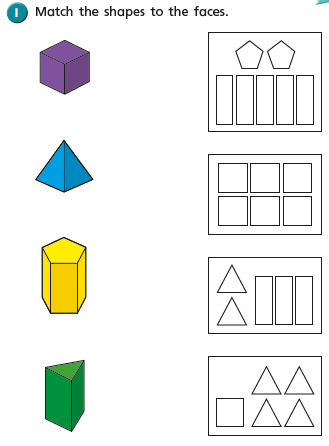 1 Match the shapes to the faces.